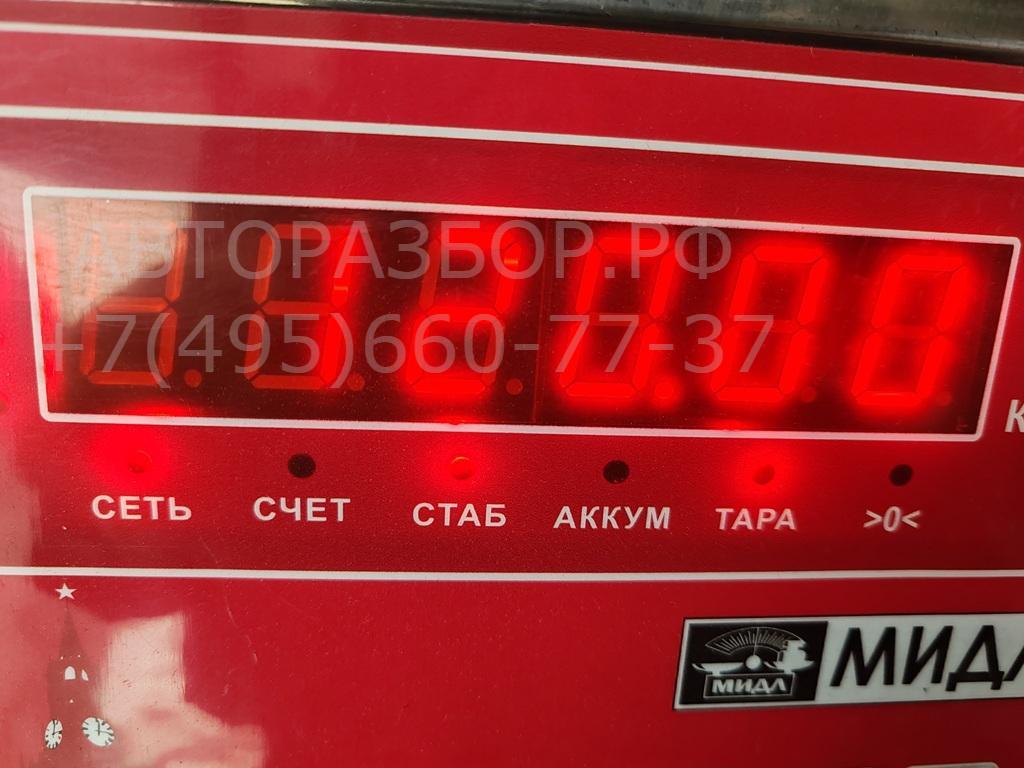 АВТОРАЗБОР.РФ
+7(495)660-77-37
СЕТЬ СЧЕТ СТАБ АККУМ ТАРА >0<
МИДЛ МИДЛ